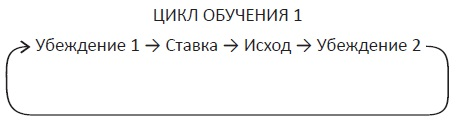 ЦИКЛ ОБУЧЕНИЯ 1
Убеждение 1 → Ставка → Исход → Убеждение 2